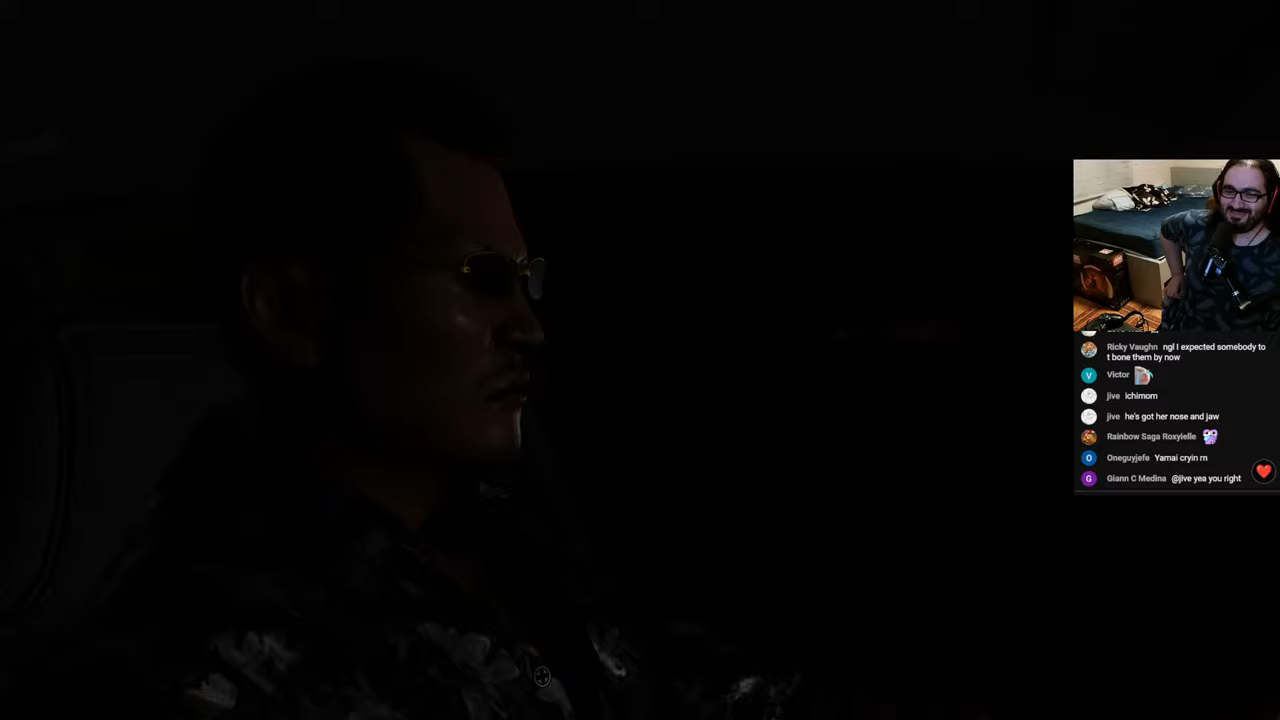 Ricky Vaughn ngl I expected somebody to
t bone them by now
V Victor
jive ichimom
jive he's got her nose and jaw
Rainbow Saga Roxyielle
O Oneguyjefe Yamai cryin rn
G Giann C Medina @jive yea you right